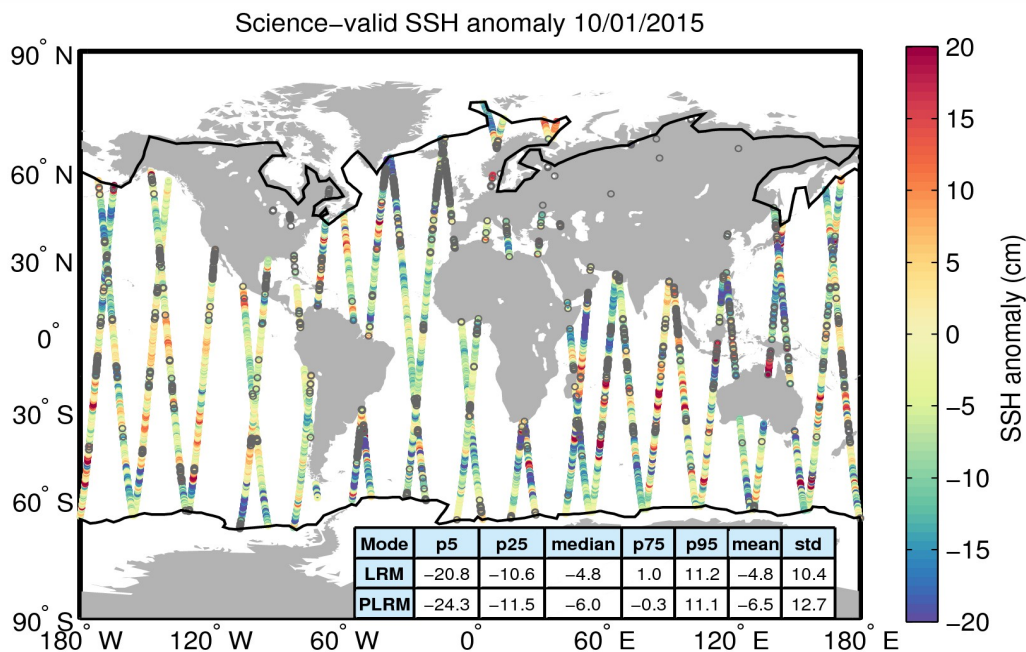 Science−valid SSH anomaly 10/01/2015
90° N
60° N
30° N
0°
30° S
60° S
90° S
180° W
120° W
60° W
0°
60° E
120° E
180° E
Mode p5 p25 median p75 p95 mean std
LRM −20.8 −10.6 −4.8 1.0 11.2 −4.8 10.4
PLRM −24.3 −11.5 −6.0 −0.3 11.1 −6.5 12.7
20
15
10
5
0
−5
−10
−15
−20
SSH anomaly (cm)